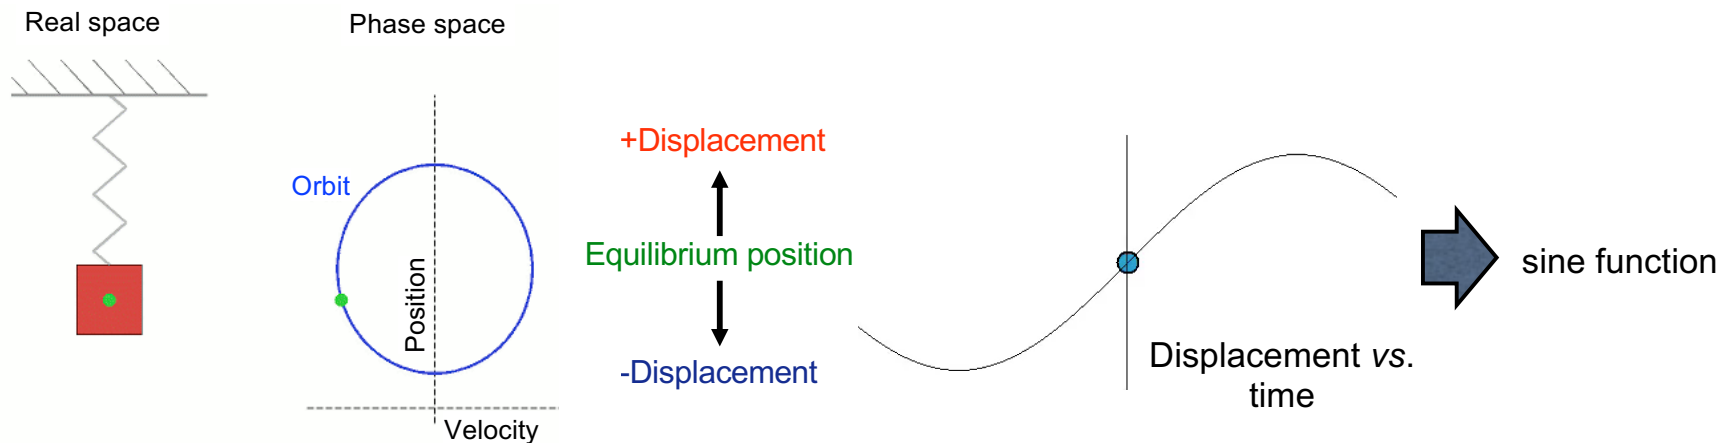 Real space
Phase space
Orbit
Position
Velocity
+Displacement
Equilibrium position
-Displacement
Displacement vs.
time
sine function